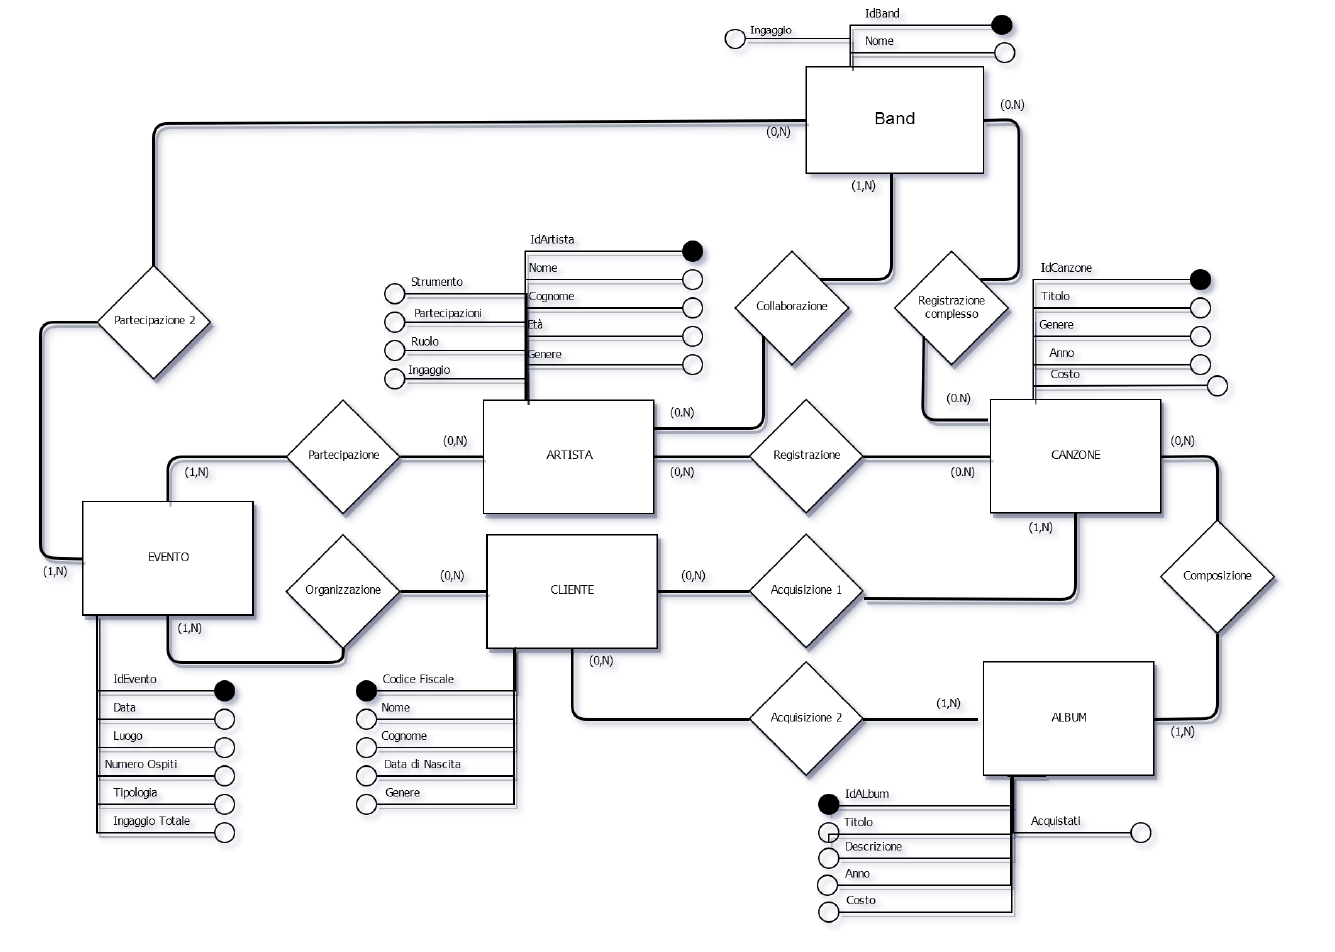 IdBand
Ingaggio
Nome
Band
(0.N)
(0,N)
(1,N)
IdArtista
Nome
Strumento
Cognome
Partecipazioni
Età
Ruolo
Genere
Ingaggio
Partecipazione 2
Collaborazione
Registrazione
complesso
IdCanzone
Titolo
Genere
Anno
Costo
(0.N)
(0.N)
(1,N)
Partecipazione
(0,N)
ARTISTA
(0,N)
Registrazione
(0.N)
CANZONE
(0,N)
(1,N)
EVENTO
(1,N)
(1,N)
Organizzazione
(0,N)
CLIENTE
(0,N)
Acquisizione 1
Composizione
(0,N)
IdEvento
Data
Luogo
Numero Ospiti
Tipologia
Ingaggio Totale
Codice Fiscale
Nome
Cognome
Data di Nascita
Genere
Acquisizione 2
(1,N)
ALBUM
(1,N)
IdALbum
Titolo
Descrizione
Anno
Costo
Acquistati